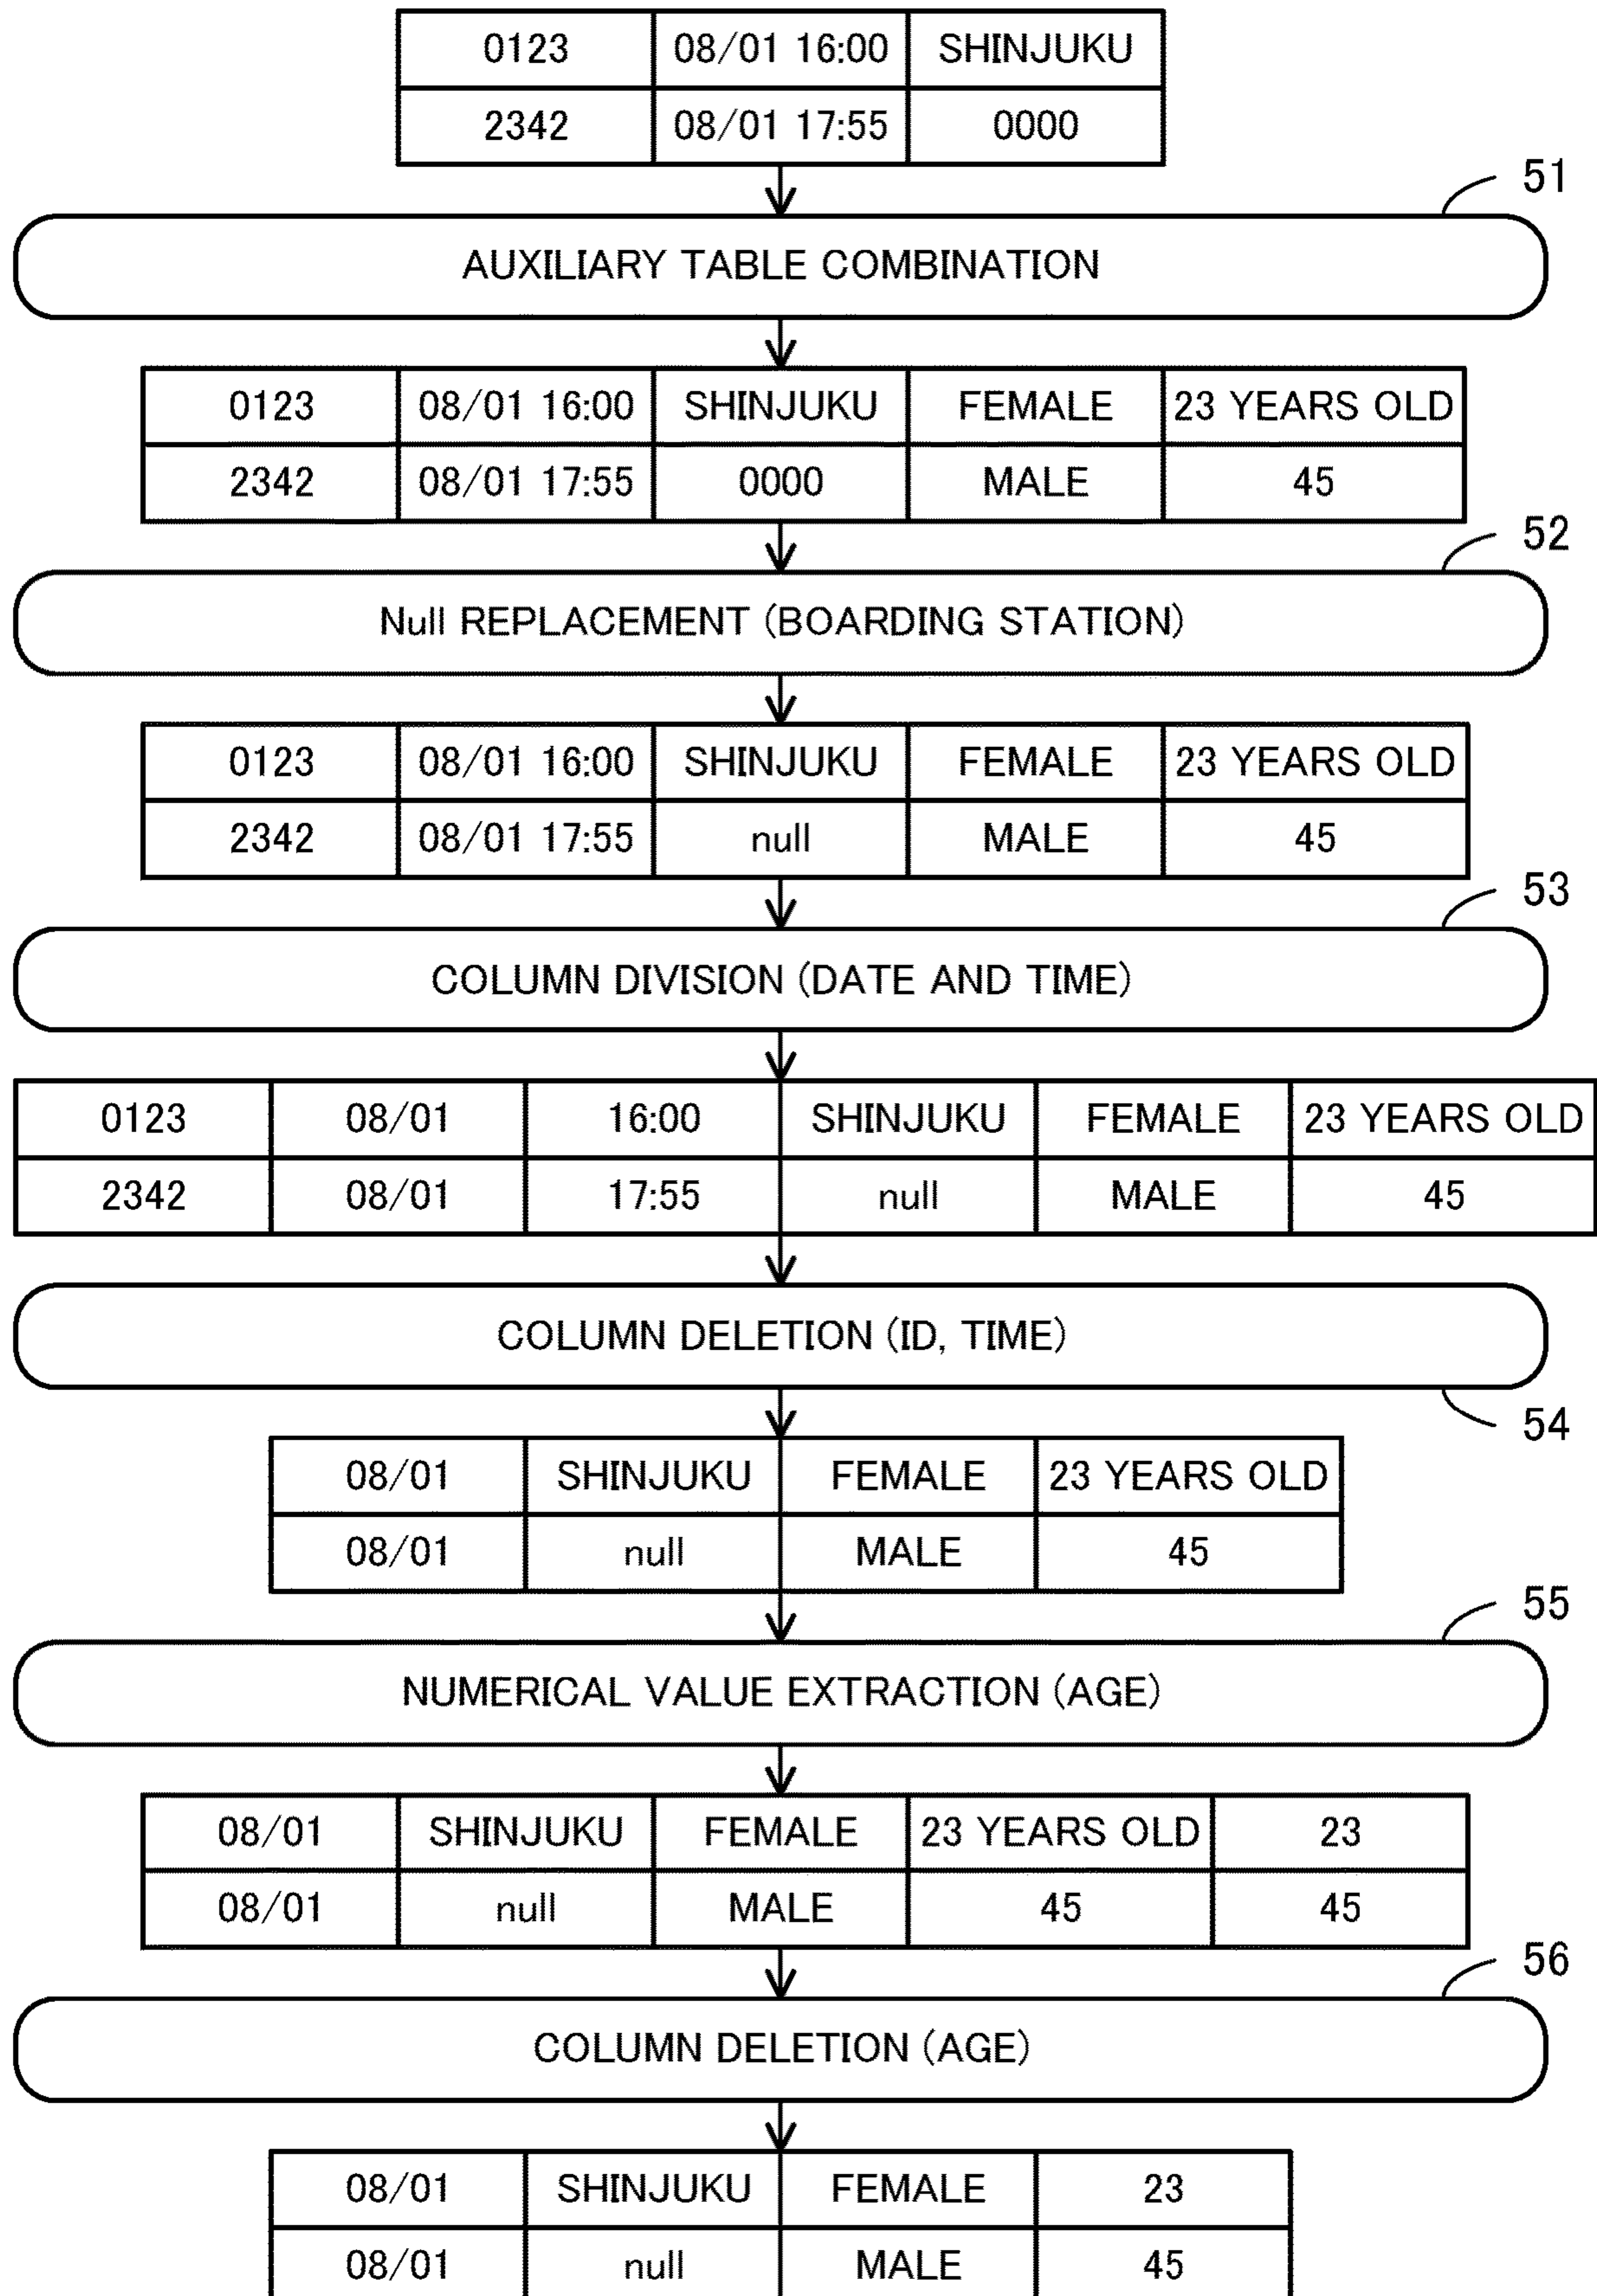 0123 08/01 16:00 SHINJUKU
2342 08/01 17:55 0000
51
AUXILIARY TABLE COMBINATION
0123 08/01 16:00 SHINJUKU FEMALE 23 YEARS OLD
2342 08/01 17:55 0000 MALE 45
52
Null REPLACEMENT (BOARDING STATION)
0123 08/01 16:00 SHINJUKU FEMALE 23 YEARS OLD
2342 08/01 17:55 null MALE 45
53
COLUMN DIVISION (DATE AND TIME)
0123 08/01 16:00 SHINJUKU FEMALE 23 YEARS OLD
2342 08/01 17:55 null MALE 45
COLUMN DELETION (ID, TIME)
54
08/01 SHINJUKU FEMALE 23 YEARS OLD
08/01 null MALE 45
55
NUMERICAL VALUE EXTRACTION (AGE)
08/01 SHINJUKU FEMALE 23 YEARS OLD 23
08/01 null MALE 45 45
56
COLUMN DELETION (AGE)
08/01 SHINJUKU FEMALE 23
08/01 null MALE 45